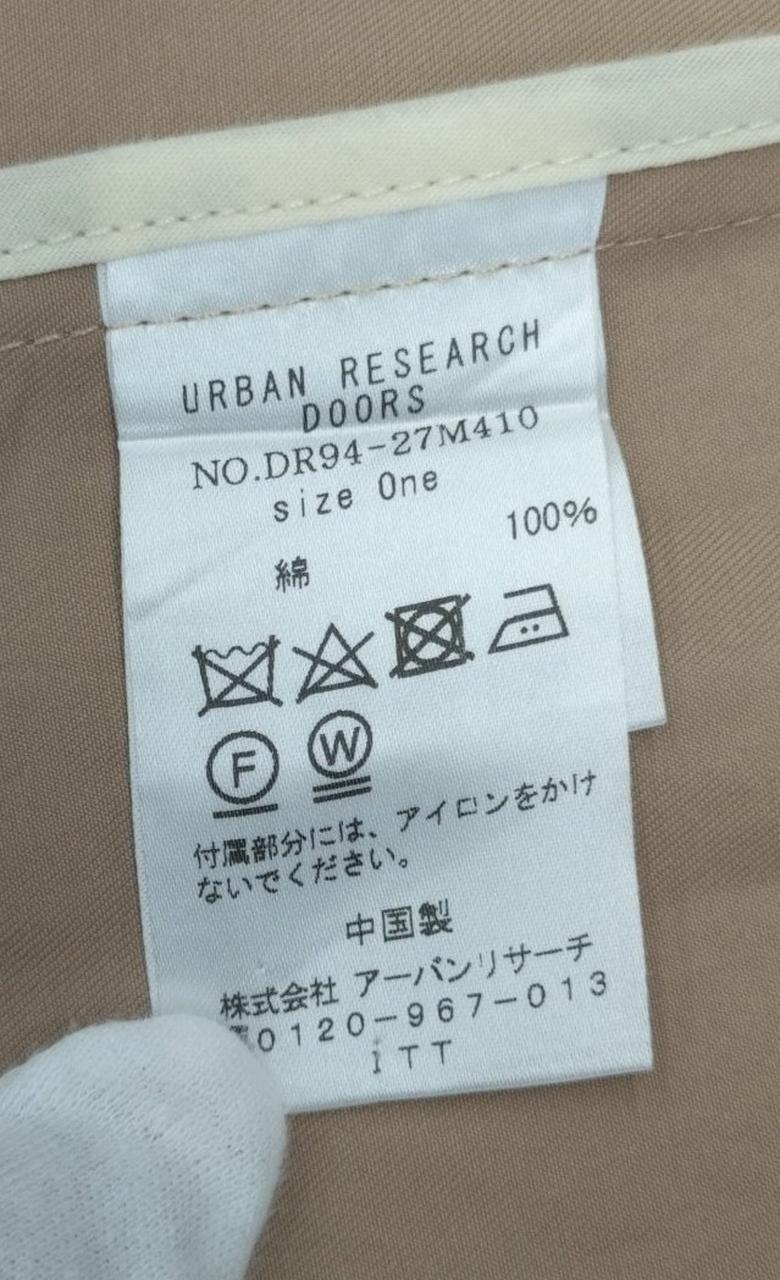 URBAN RESEARCH
DOORS
NO.DR94-27M410
size One
100%
綿
F W
付属部分には、アイロンをかけ
ないでください。
中国製
株式会社 アーバンリサーチ
0120-967-013
iTT